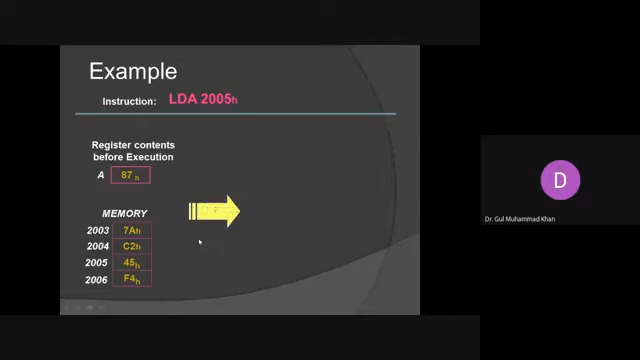 Example
Instruction: LDA 2005h
Register contents
before Execution
A 87h
MEMORY
2003 7Ah
2004 C2h
2005 45h
2006 F4h
D
Dr. Gul Muhammad Khan